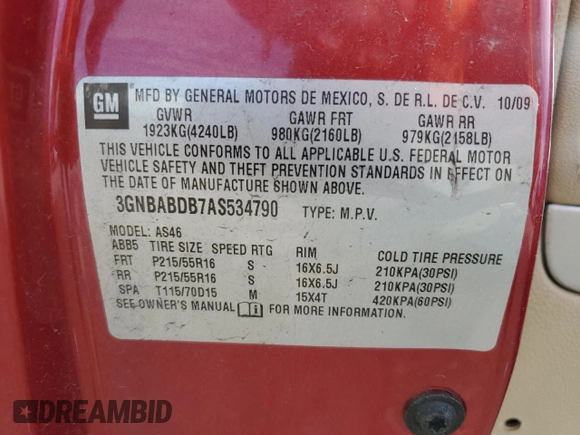 GM
MFD BY GENERAL MOTORS DE MEXICO, S. DE R.L. DE C.V. 10/09
GVWR GAWR FRT GAWR RR
1923KG(4240LB) 980KG(2160LB) 979KG(2158LB)
THIS VEHICLE CONFORMS TO ALL APPLICABLE U.S. FEDERAL MOTOR
VEHICLE SAFETY AND THEFT PREVENTION STANDARDS IN EFFECT ON
THE DATE OF MANUFACTURE SHOWN ABOVE.
3GNBABDB7AS534790 TYPE: M.P.V.
MODEL: AS46
ABB5 TIRE SIZE SPEED RTG RIM COLD TIRE PRESSURE
FRT P215/55R16 S 16X6.5J 210KPA(30PSI)
RR P215/55R16 S 16X6.5J 210KPA(30PSI)
SPA T115/70D15 M 15X4T 420KPA(60PSI)
SEE OWNER'S MANUAL FOR MORE INFORMATION.
DREAMBID